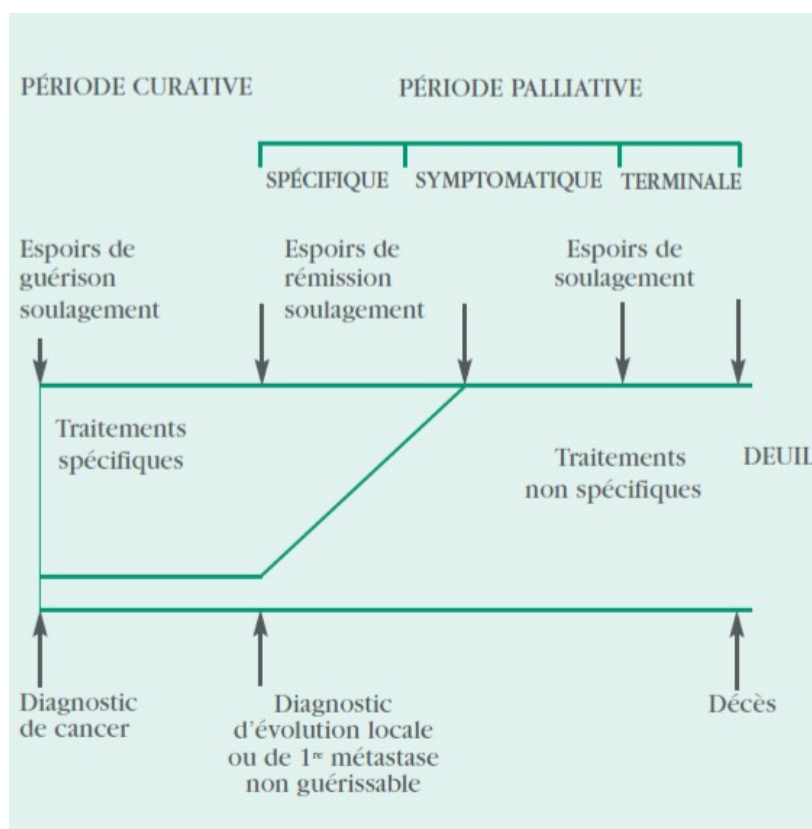 PÉRIODE CURATIVE
PÉRIODE PALLIATIVE
SPÉCIFIQUE
SYMPTOMATIQUE
TERMINALE
Espoirs de
guérison
soulagement
Espoirs de
rémission
soulagement
Espoirs de
soulagement
Traitements
spécifiques
Traitements
non spécifiques
DEUIL
Diagnostic
de cancer
Diagnostic
d'évolution locale
ou de 1re métastase
non guérissable
Décès